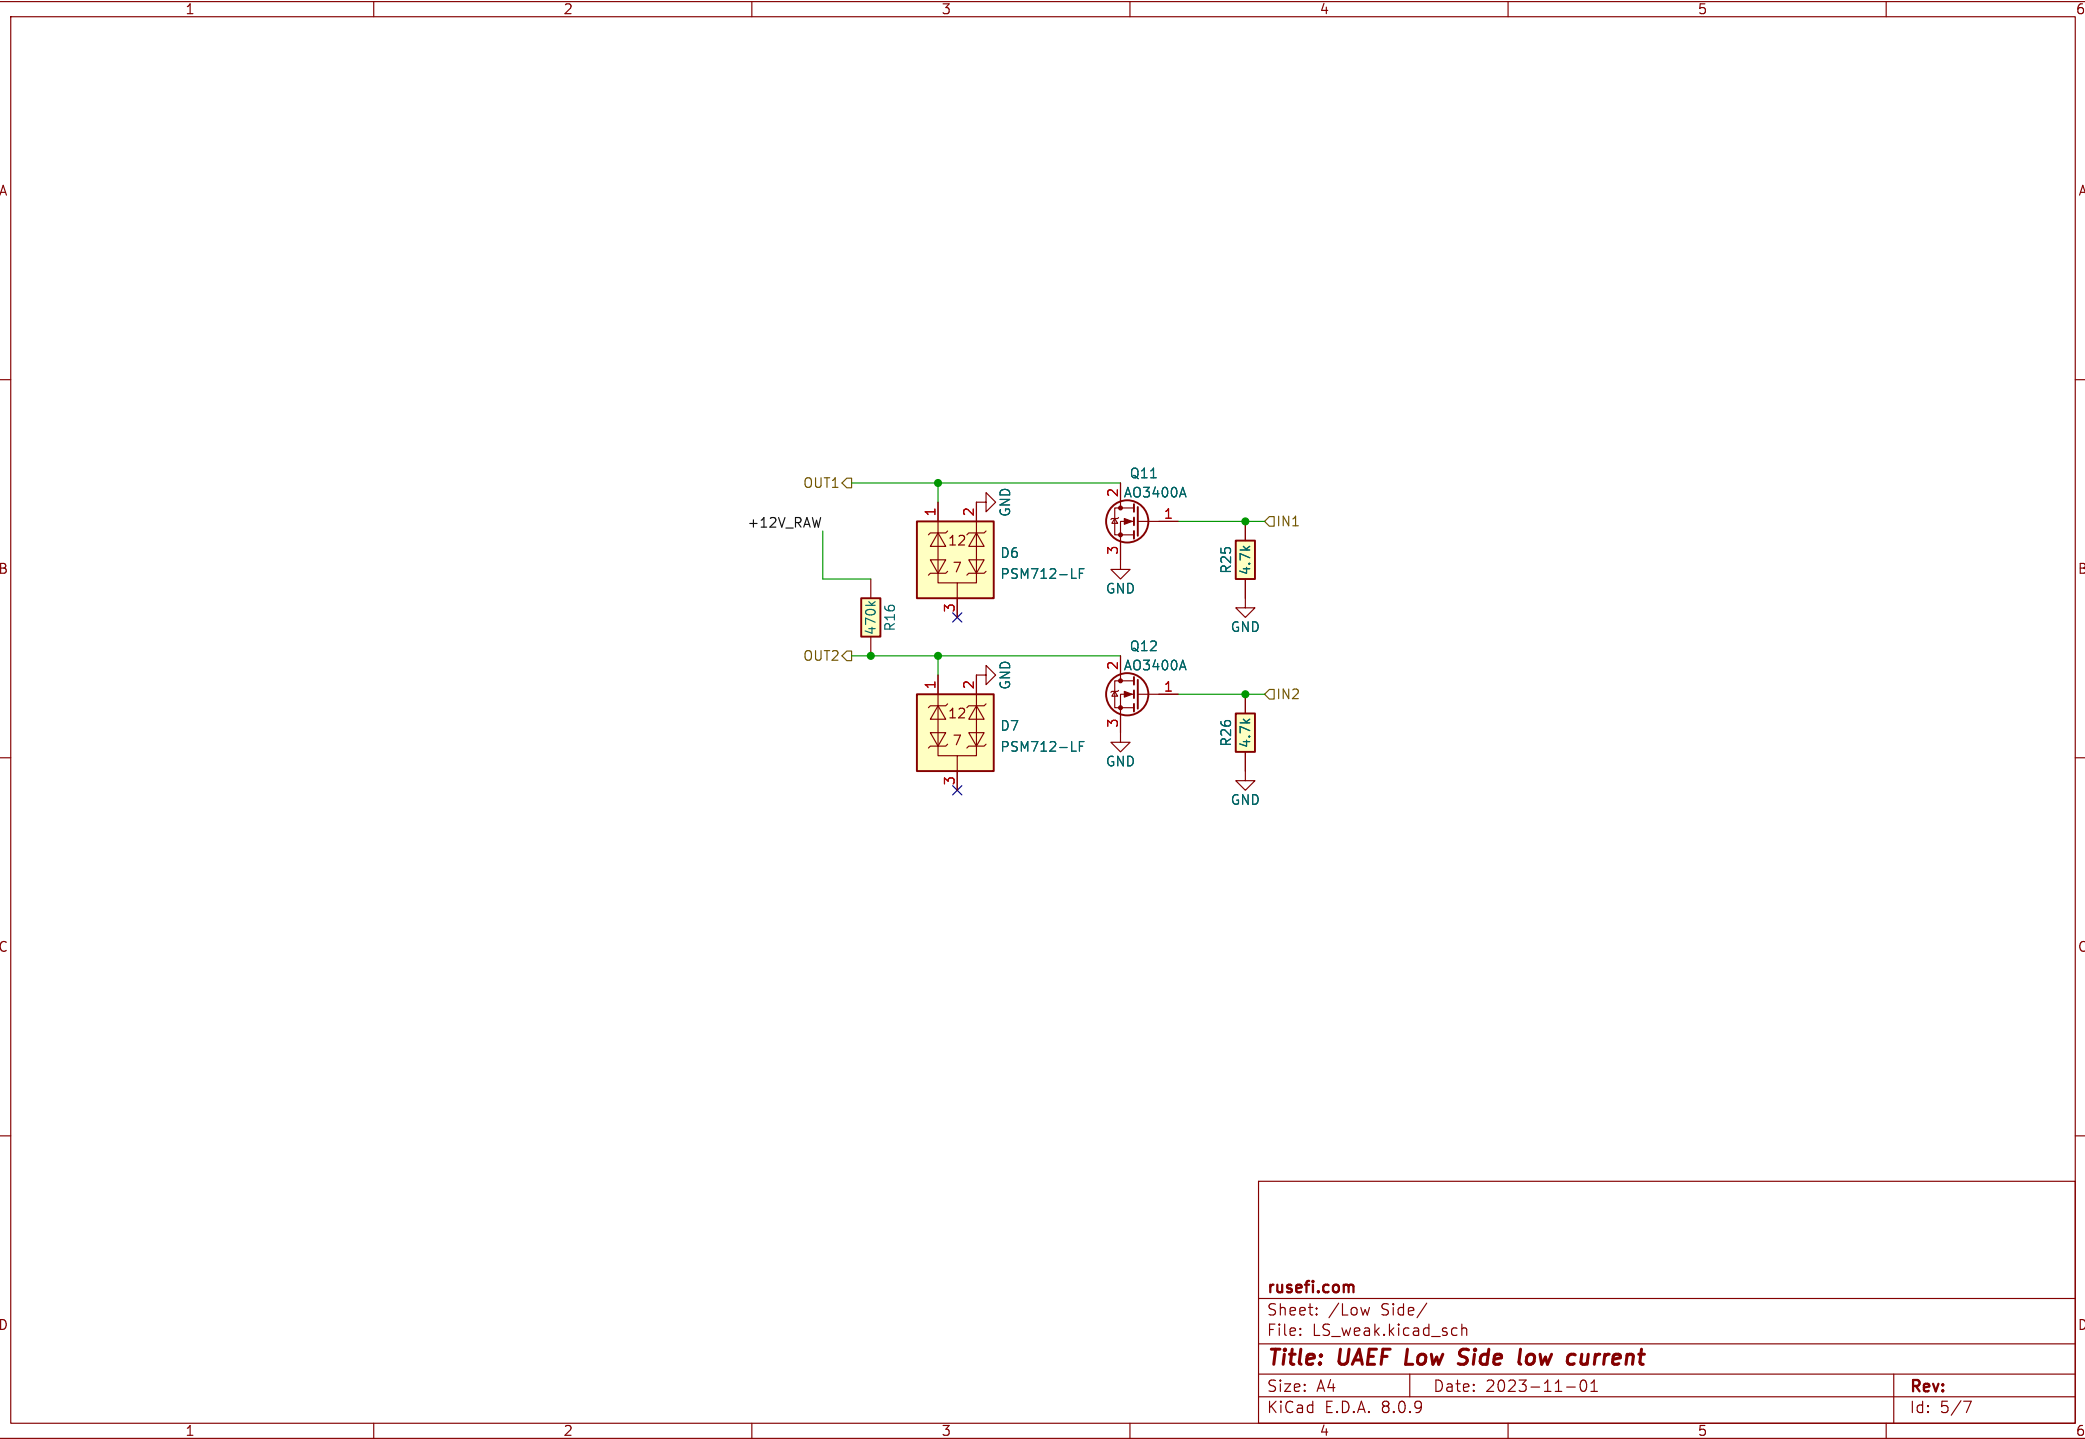 1 2 3 4 5 6
A A
Q11
OUT1
2 AO3400A
GND
+12V_RAW
1 2
1
IN1
12
D6
3
R25
4.7k
B B
7
PSM712-LF
GND
470k
R16
3
GND
Q12
OUT2
2 AO3400A
GND
1 2
1
IN2
12
D7
3
R26
4.7k
7
PSM712-LF
GND
3
GND
C C
rusefi.com
Sheet: /Low Side/
D D
File: LS_weak.kicad_sch
Title: UAEF Low Side low current
Size: A4 Date: 2023-11-01 Rev:
KiCad E.D.A. 8.0.9 Id: 5/7
1 2 3 4 5 6